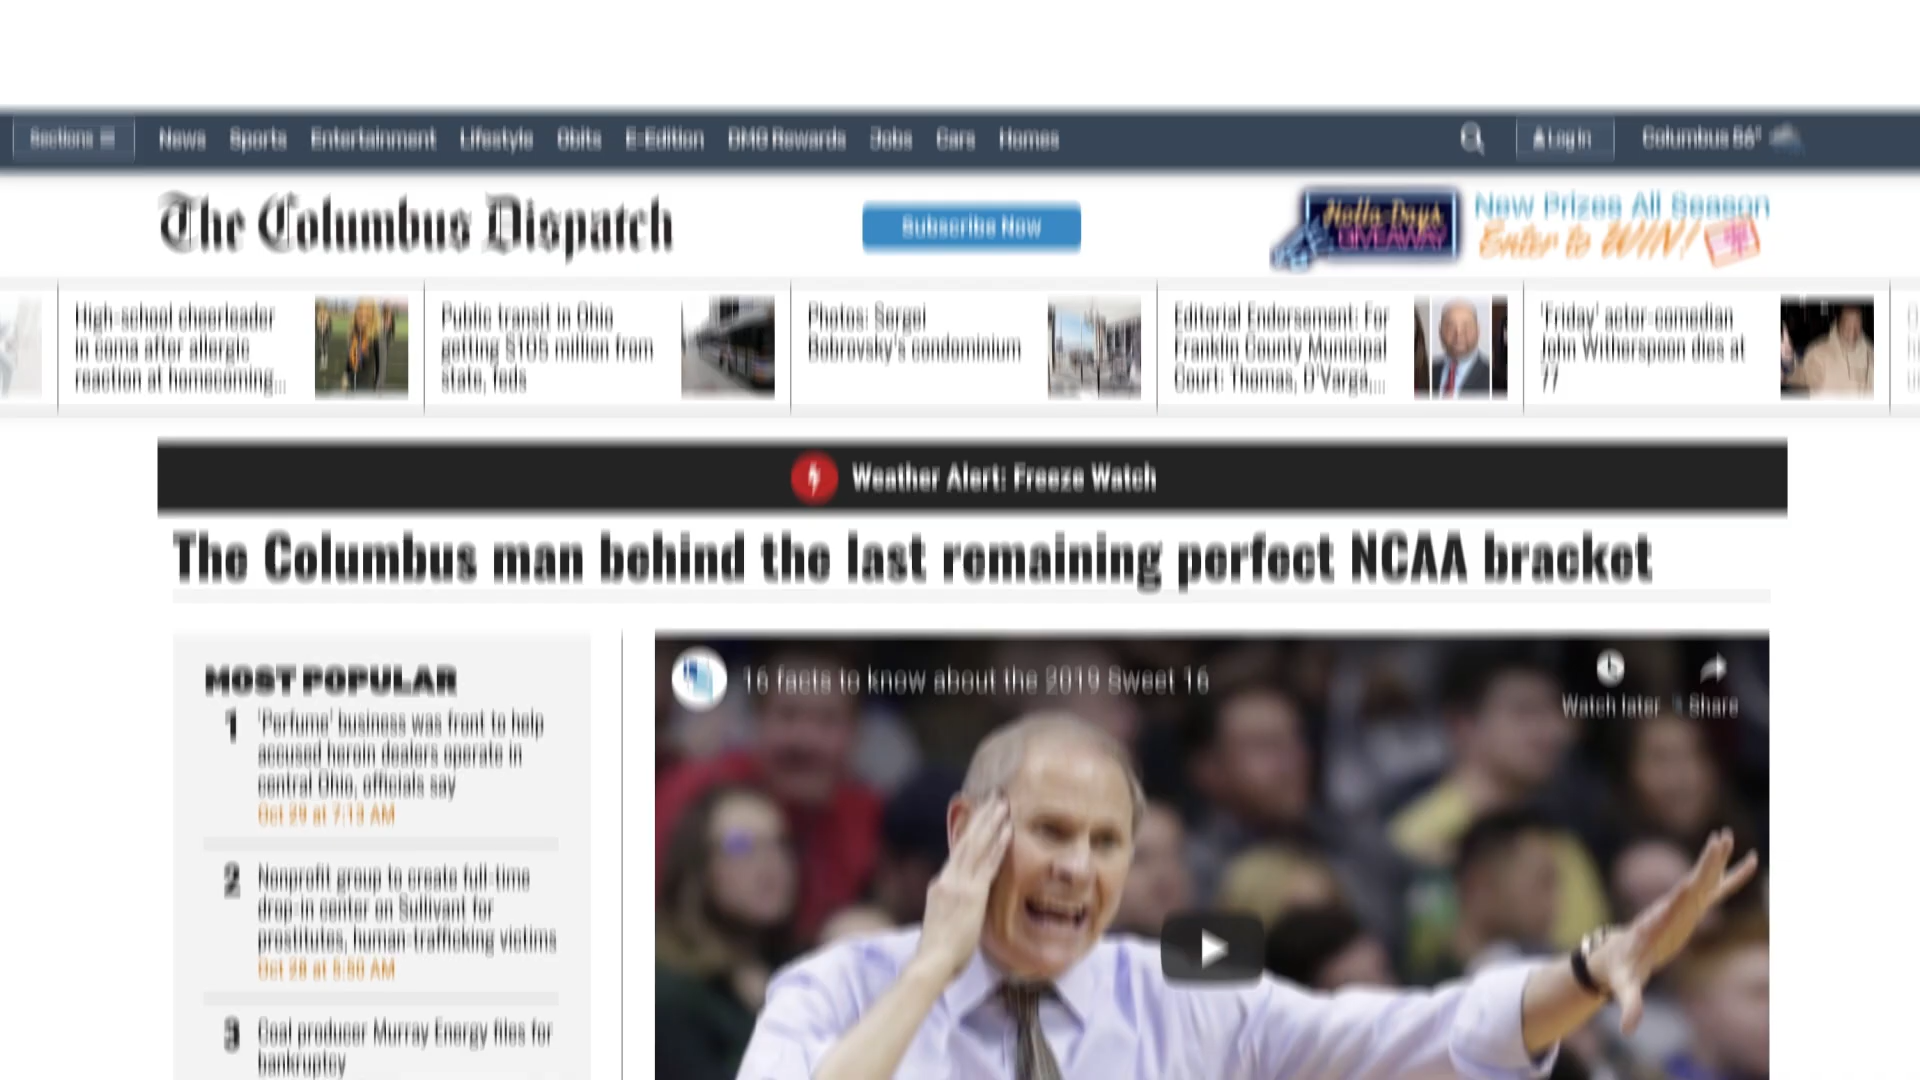 Sections
News Sports Entertainment Lifestyle Obits E-Edition DMG Rewards Jobs Cars Homes
Log In
Columbus 56°
The Columbus Dispatch
Subscribe Now
Holla-Days
GIVEAWAY
New Prizes All Season
Enter to WIN!
High-school cheerleader
in coma after allergic
reaction at homecoming...
Public transit in Ohio
getting $105 million from
state, feds
Photos: Sergei
Bobrovsky's condominium
Editorial Endorsement: For
Franklin County Municipal
Court: Thomas, O'Varga,...
'Friday' actor-comedian
John Witherspoon dies at
77
Weather Alert: Freeze Watch
The Columbus man behind the last remaining perfect NCAA bracket
MOST POPULAR
1
'Perfume' business was front to help
accused heroin dealers operate in
central Ohio, officials say
Oct 29 at 7:13 AM
2
Nonprofit group to create full-time
drop-in center on Sullivant for
prostitutes, human-trafficking victims
Oct 28 at
AM
3
Coal producer Murray Energy files for
bankruptcy
16 facts to know about the 2019 Sweet 16
Watch later
Share